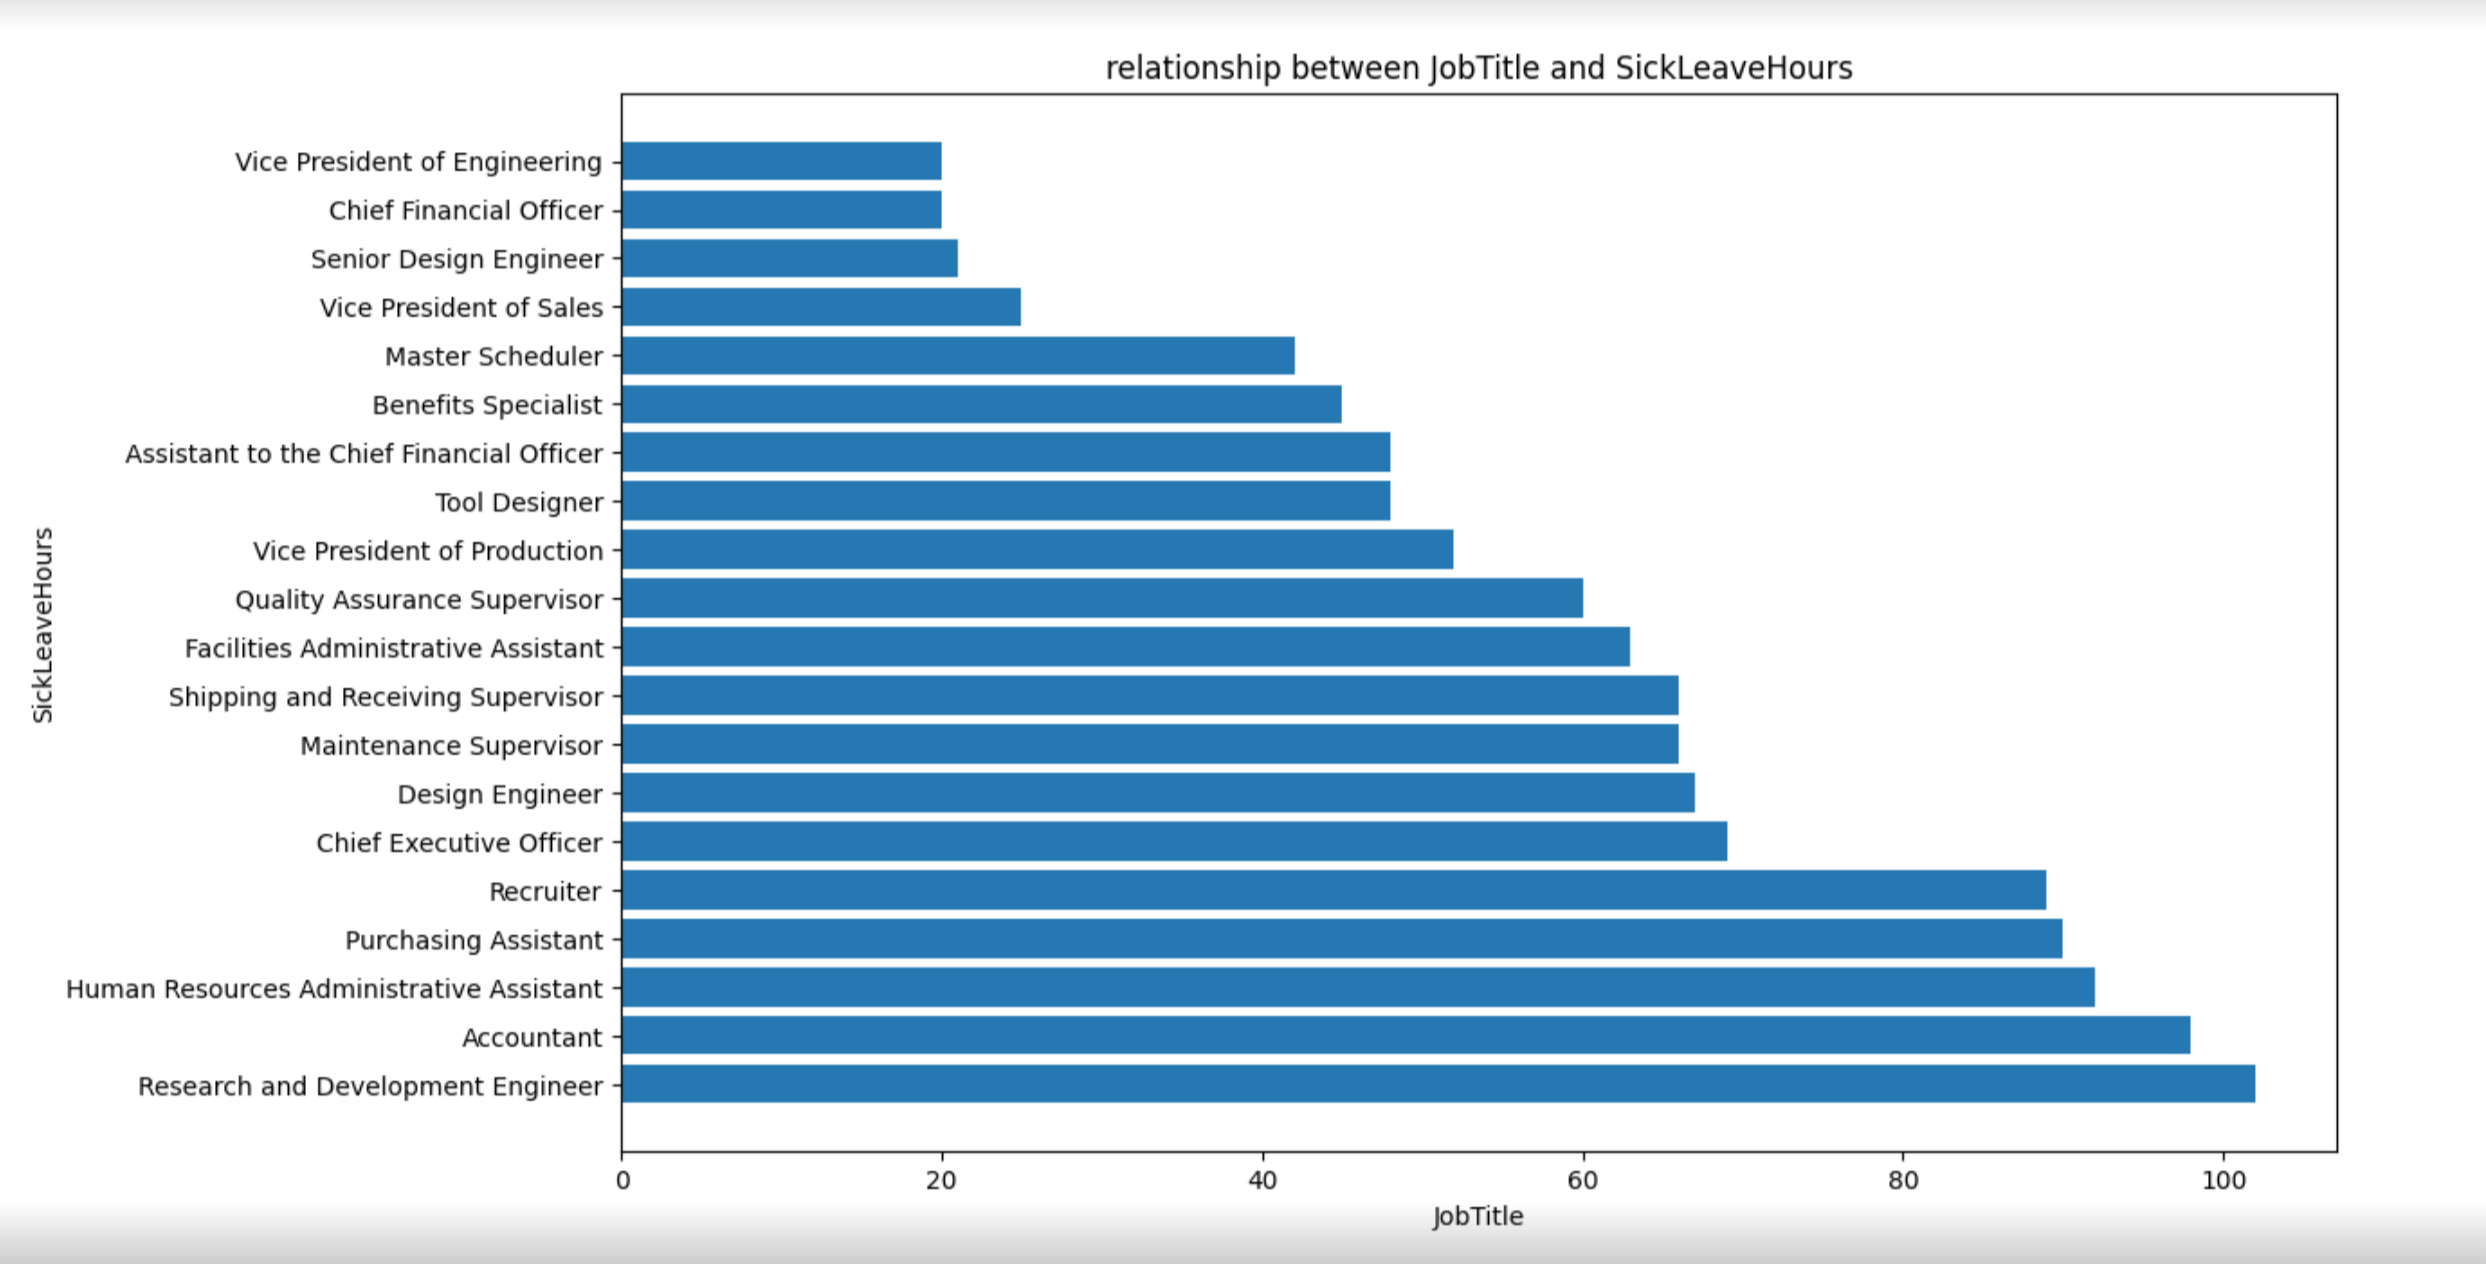 relationship between JobTitle and SickLeaveHours
Vice President of Engineering
Chief Financial Officer
Senior Design Engineer
Vice President of Sales
Master Scheduler
Benefits Specialist
Assistant to the Chief Financial Officer
Tool Designer
Vice President of Production
Quality Assurance Supervisor
Facilities Administrative Assistant
Shipping and Receiving Supervisor
Maintenance Supervisor
Design Engineer
Chief Executive Officer
Recruiter
Purchasing Assistant
Human Resources Administrative Assistant
Accountant
Research and Development Engineer
SickLeaveHours
0 20 40 60 80 100
JobTitle